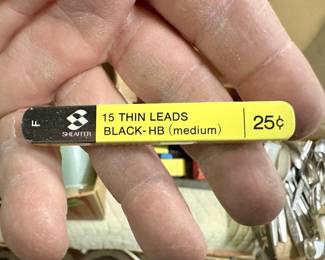 F
SHEAFFER
15 THIN LEADS
BLACK-HB (medium)
25¢